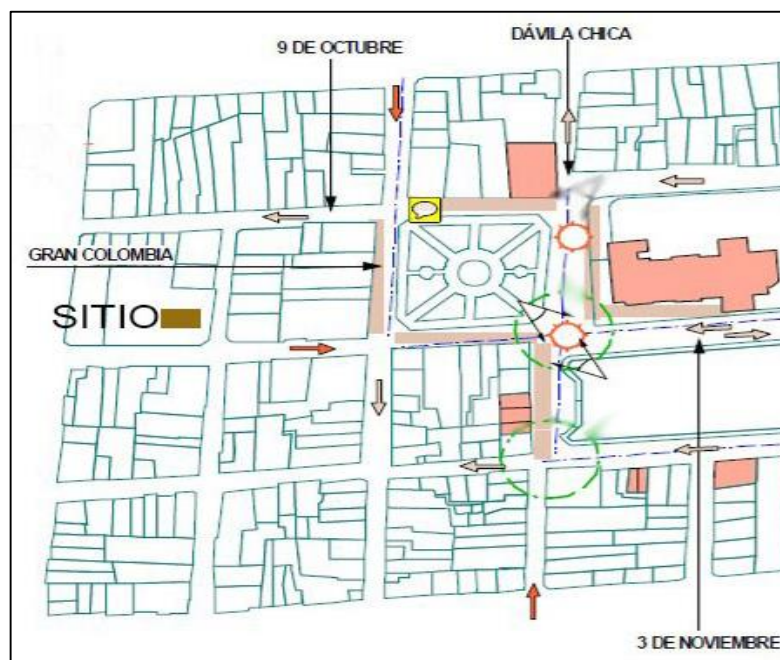 DÁVILA CHICA
9 DE OCTUBRE
GRAN COLOMBIA
SITIO
3 DE NOVIEMBRE